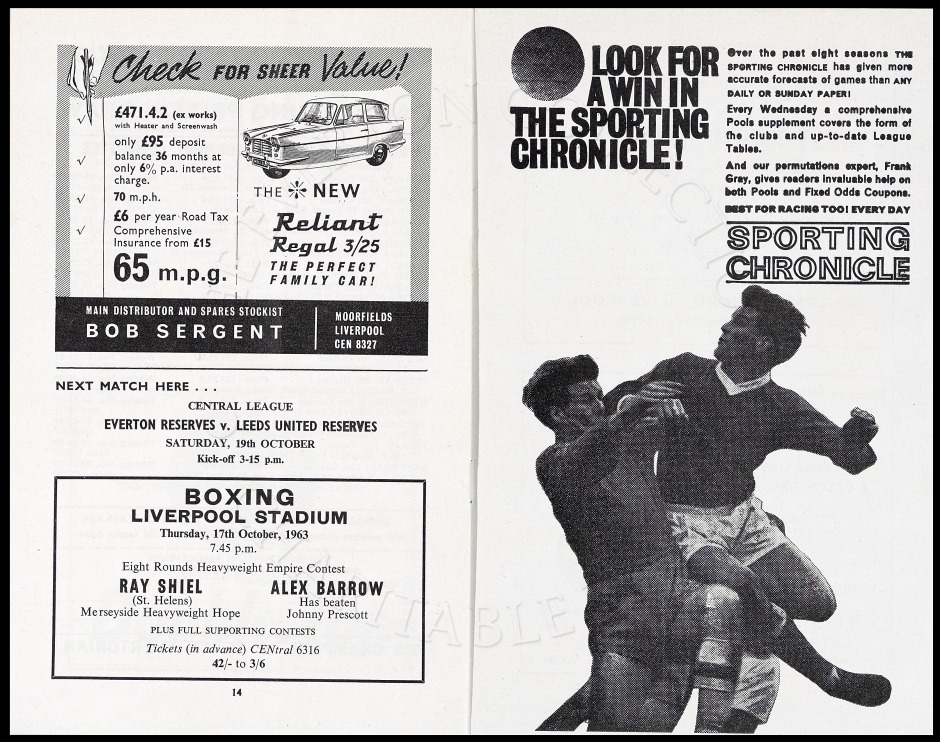 Check FOR SHEER Value!
£471.4.2 (ex works)
with Heater and Screenwash
only £95 deposit
balance 36 months at
only 6% p.a. interest
charge.
70 m.p.h.
£6 per year Road Tax
Comprehensive
Insurance from £15
65 m.p.g.
THE NEW
Reliant
Regal 3/25
THE PERFECT
FAMILY CAR!
MAIN DISTRIBUTOR AND SPARES STOCKIST
BOB SERGENT
MOORFIELDS
LIVERPOOL
CEN 8327
NEXT MATCH HERE . . .
CENTRAL LEAGUE
EVERTON RESERVES v. LEEDS UNITED RESERVES
SATURDAY, 19th OCTOBER
Kick-off 3-15 p.m.
BOXING
LIVERPOOL STADIUM
Thursday, 17th October, 1963
7.45 p.m.
Eight Rounds Heavyweight Empire Contest
RAY SHIEL
(St. Helens)
Merseyside Heavyweight Hope
ALEX BARROW
Has beaten
Johnny Prescott
PLUS FULL SUPPORTING CONTESTS
Tickets (in advance) CENtral 6316
42/- to 3/6
14
LOOK FOR
A WIN IN
THE SPORTING
CHRONICLE!
Over the past eight seasons THE
SPORTING CHRONICLE has given more
accurate forecasts of games than ANY
DAILY OR SUNDAY PAPER!
Every Wednesday a comprehensive
Pools supplement covers the form of
the clubs and up-to-date League
Tables.
And our permutations expert, Frank
Gray, gives readers invaluable help on
both Pools and Fixed Odds Coupons.
BEST FOR RACING TOO! EVERY DAY
SPORTING
CHRONICLE